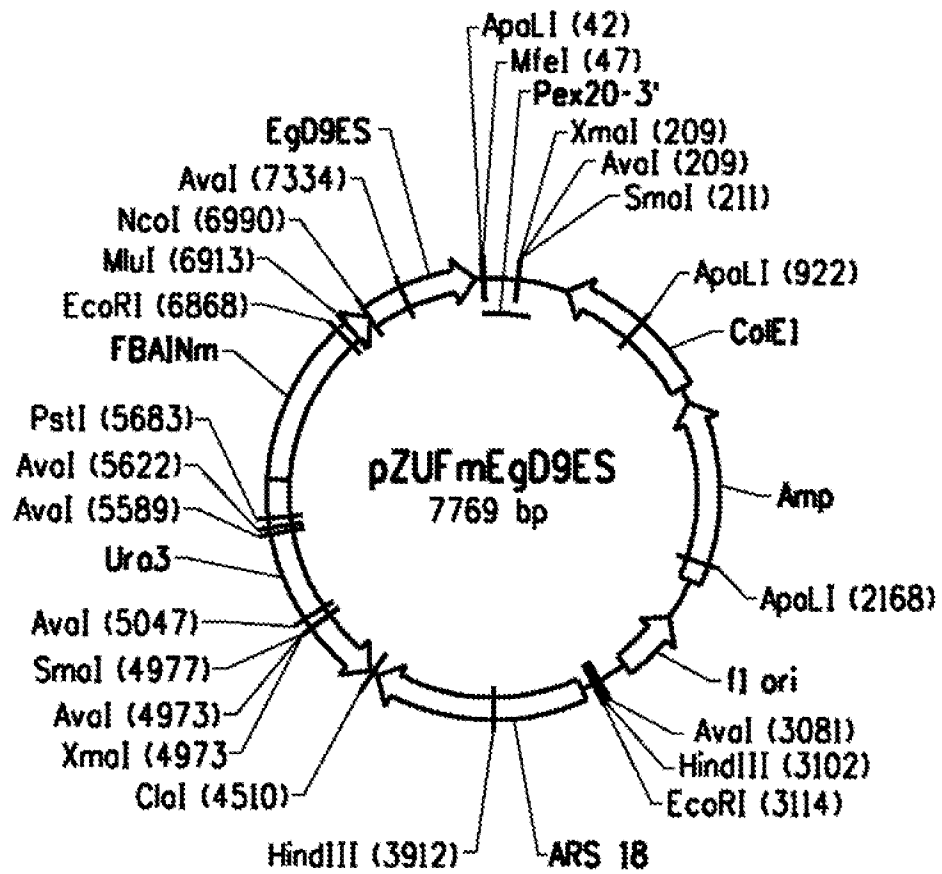 ApaLI (42)
MfeI (47)
Pex20-3'
XmaI (209)
AvaI (209)
SmaI (211)
ApaLI (922)
ColE1
Amp
ApaLI (2168)
f1 ori
AvaI (3081)
HindIII (3102)
EcoRI (3114)
ARS 18
HindIII (3912)
ClaI (4510)
XmaI (4973
AvaI (4973)
SmaI (4977)
AvaI (5047)
Ura3
AvaI (5589)
AvaI (5622)
PstI (5683)
FBAINm
EcoRI (6868)
MluI (6913)
NcoI (6990)
AvaI (7334)
EgD9ES
pZUFmEgD9ES
7769 bp